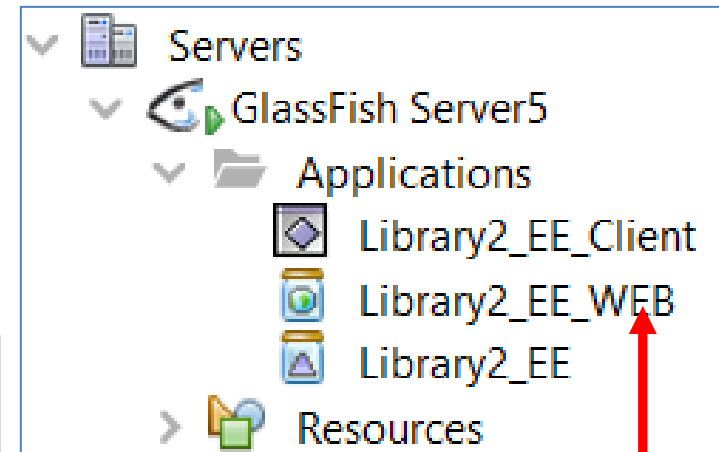 Servers
GlassFish Server5
Applications
Library2_EE_Client
Library2_EE_WEB
Library2_EE
Resources